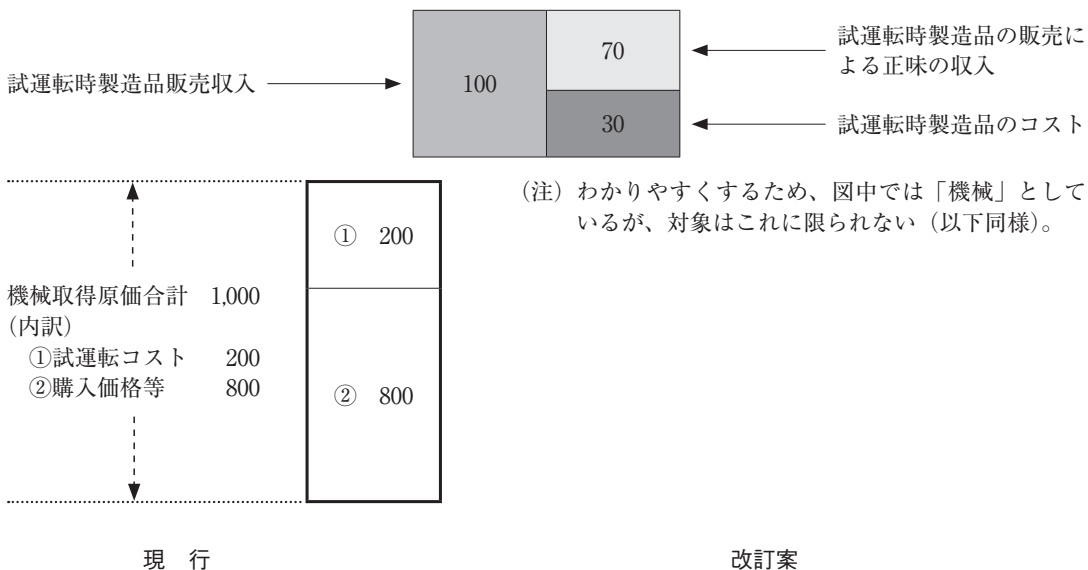 試運転時製造品販売収入
100
70
30
試運転時製造品の販売に
よる正味の収入
試運転時製造品のコスト
(注) わかりやすくするため、図中では「機械」として
いるが、対象はこれに限られない（以下同様）。
機械取得原価合計 1,000
(内訳)
①試運転コスト 200
②購入価格等 800
① 200
② 800
現 行
改訂案